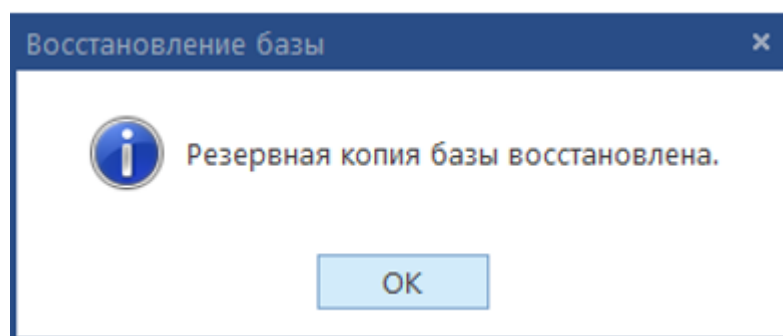 Восстановление базы
Резервная копия базы восстановлена.
OK